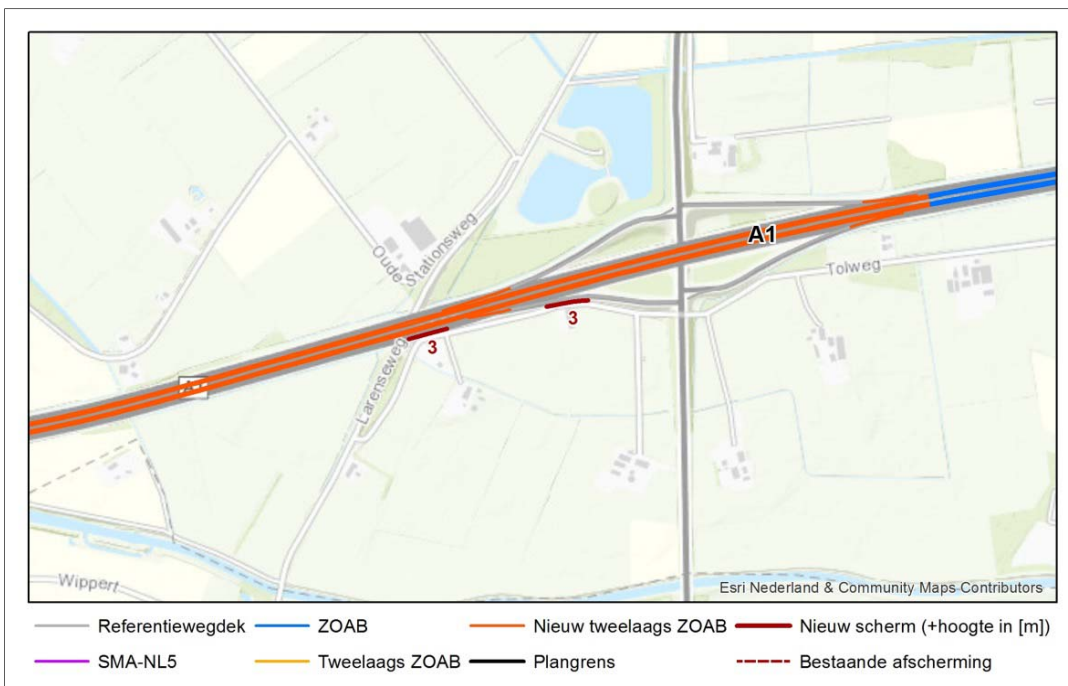 A1
Tolweg
Oude Stationsweg
3
3
Larenseweg
A1
Wippert
Esri Nederland & Community Maps Contributors
Referentiewegdek
ZOAB
Nieuw tweelaags ZOAB
Nieuw scherm (+hoogte in [m])
SMA-NL5
Tweelaags ZOAB
Plangrens
Bestaande afscherming